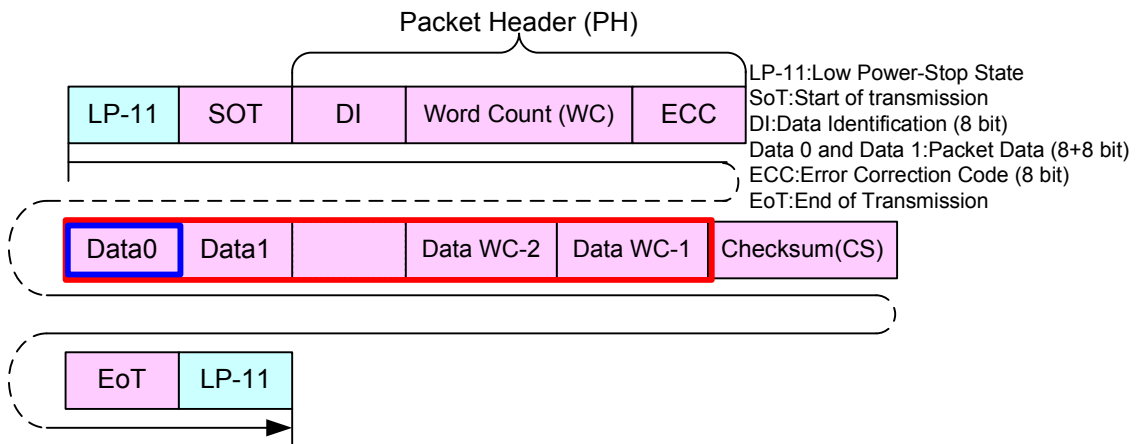 Packet Header (PH)
LP-11 SOT DI Word Count (WC) ECC
LP-11:Low Power-Stop State
SoT:Start of transmission
DI:Data Identification (8 bit)
Data 0 and Data 1:Packet Data (8+8 bit)
ECC:Error Correction Code (8 bit)
EoT:End of Transmission
Data0 Data1 Data WC-2 Data WC-1 Checksum(CS)
EoT LP-11